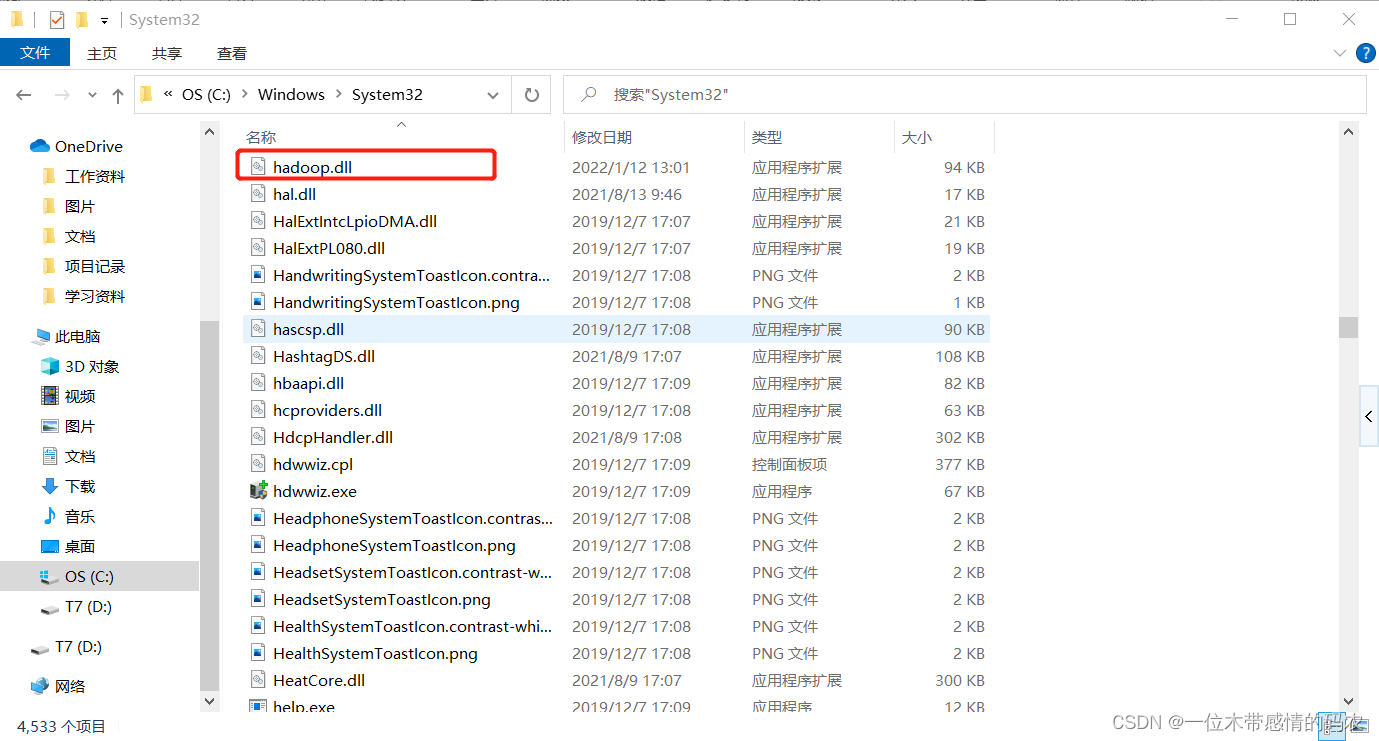 System32
文件 主页 共享 查看
« OS (C:) > Windows > System32 搜索"System32"
OneDrive
工作资料
图片
文档
项目记录
学习资料
此电脑
3D 对象
视频
图片
文档
下载
音乐
桌面
OS (C:)
T7 (D:)
T7 (D:)
网络
名称 修改日期 类型 大小
hadoop.dll 2022/1/12 13:01 应用程序扩展 94 KB
hal.dll 2021/8/13 9:46 应用程序扩展 17 KB
HalExtIntcLpioDMA.dll 2019/12/7 17:07 应用程序扩展 21 KB
HalExtPL080.dll 2019/12/7 17:07 应用程序扩展 19 KB
HandwritingSystemToastIcon.contra... 2019/12/7 17:08 PNG 文件 2 KB
HandwritingSystemToastIcon.png 2019/12/7 17:08 PNG 文件 1 KB
hascsp.dll 2019/12/7 17:08 应用程序扩展 90 KB
HashtagDS.dll 2021/8/9 17:07 应用程序扩展 108 KB
hbaapi.dll 2019/12/7 17:09 应用程序扩展 82 KB
hcproviders.dll 2019/12/7 17:08 应用程序扩展 63 KB
HdcpHandler.dll 2021/8/9 17:08 应用程序扩展 302 KB
hdwwiz.cpl 2019/12/7 17:09 控制面板项 377 KB
hdwwiz.exe 2019/12/7 17:09 应用程序 67 KB
HeadphoneSystemToastIcon.contras... 2019/12/7 17:08 PNG 文件 2 KB
HeadphoneSystemToastIcon.png 2019/12/7 17:08 PNG 文件 2 KB
HeadsetSystemToastIcon.contrast-w... 2019/12/7 17:08 PNG 文件 2 KB
HeadsetSystemToastIcon.png 2019/12/7 17:08 PNG 文件 2 KB
HealthSystemToastIcon.contrast-whi... 2019/12/7 17:08 PNG 文件 2 KB
HealthSystemToastIcon.png 2019/12/7 17:08 PNG 文件 2 KB
HeatCore.dll 2021/8/9 17:07 应用程序扩展 300 KB
help.exe 2019/12/7 17:09 应用程序 12 KB
4,533 个项目
CSDN @一位木带感情的码农